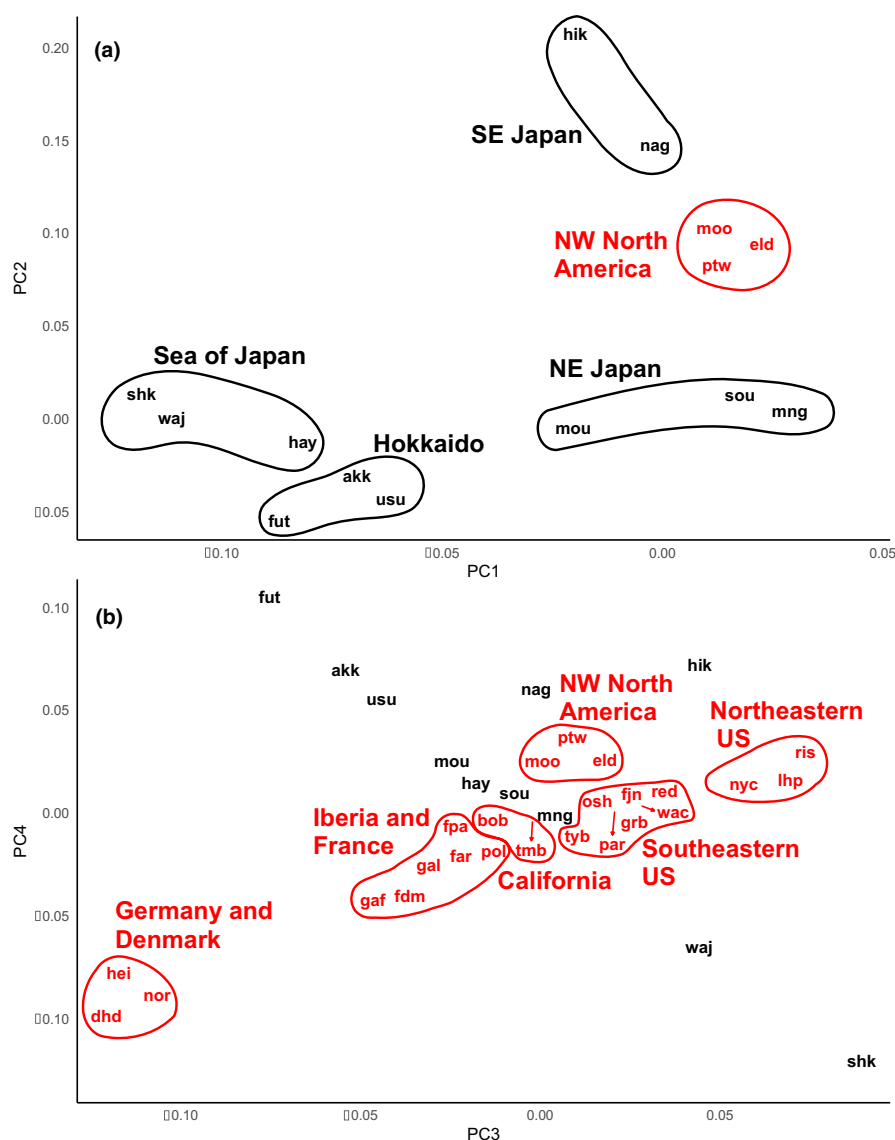 (a)
0.20
0.15
0.10
0.05
0.00
▯0.05
PC2
hik
SE Japan
nag
NW North
America
moo
eld
ptw
Sea of Japan
shk
waj
hay
Hokkaido
akk
usu
fut
NE Japan
sou
mng
mou
▯0.10
▯0.05
0.00
0.05
PC1
(b)
0.10
0.05
0.00
▯0.05
▯0.10
PC4
fut
akk
usu
nag
hik
NW North
America
ptw
moo
eld
Northeastern
US
ris
nyc
lhp
mou
hay
sou
mng
osh
fjn
red
wac
grb
tyb
par
Southeastern
US
Iberia and
France
fpa
bob
far
pol
tmb
gal
gaf
fdm
California
Germany and
Denmark
hei
nor
dhd
waj
shk
▯0.10
▯0.05
0.00
0.05
PC3